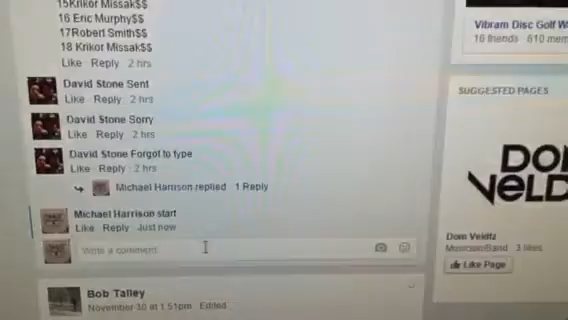 15Krikor Missak$$
16 Eric Murphy$$
17Robert Smith$$
18 Krikor Missak$$
Like · Reply · 2 hrs
David Stone Sent
Like · Reply · 2 hrs
David Stone Sorry
Like · Reply · 2 hrs
David Stone Forgot to type
Like · Reply · 2 hrs
Michael Harrison replied · 1 Reply
Michael Harrison start
Like · Reply · Just now
Write a comment...
Bob Talley
November 30 at 1:51pm · Edited
Vibram Disc Golf
16 friends · 610 mem
SUGGESTED PAGES
DOM
VELD
Dom Veldtz
Musician/Band · 3 likes
Like Page